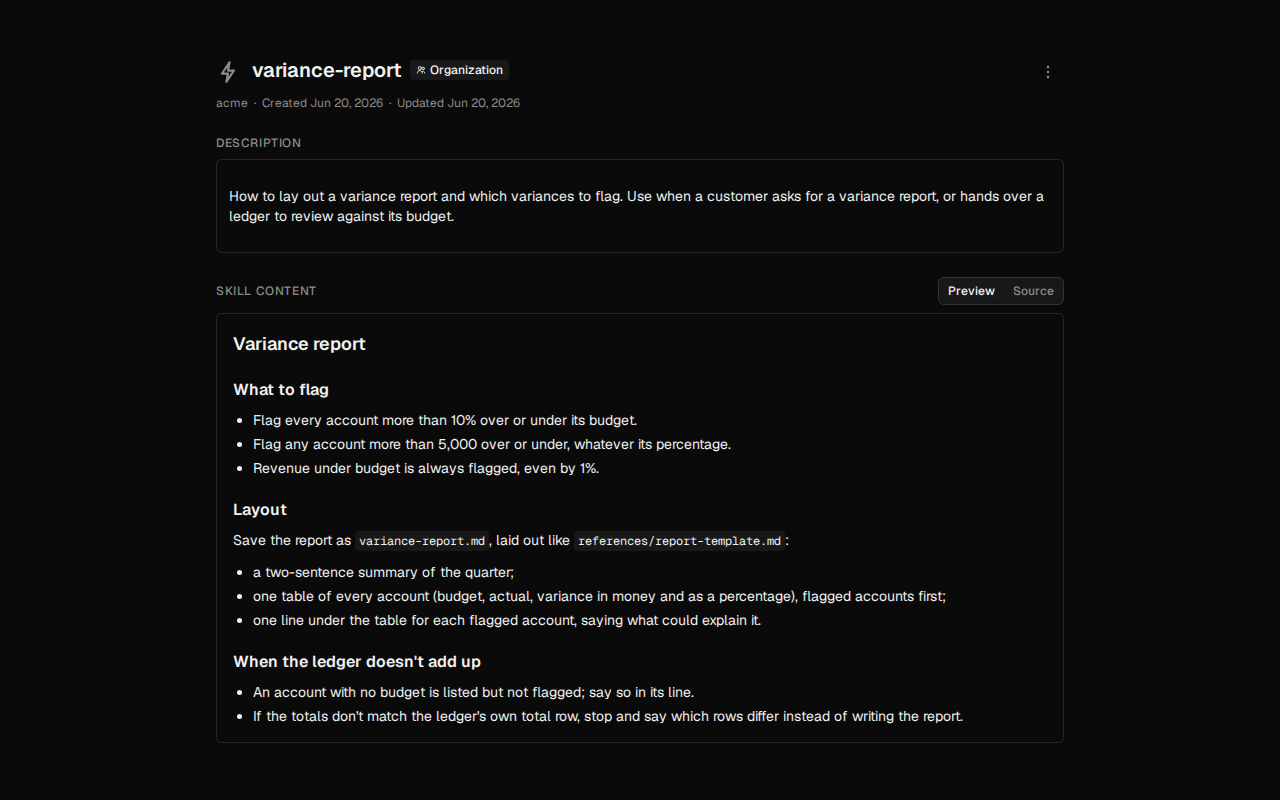 variance-report Organization
acme · Created Jun 20, 2026 · Updated Jun 20, 2026
DESCRIPTION
How to lay out a variance report and which variances to flag. Use when a customer asks for a variance report, or hands over a
ledger to review against its budget.
SKILL CONTENT
Preview Source
Variance report
What to flag
• Flag every account more than 10% over or under its budget.
• Flag any account more than 5,000 over or under, whatever its percentage.
• Revenue under budget is always flagged, even by 1%.
Layout
Save the report as variance-report.md, laid out like references/report-template.md:
• a two-sentence summary of the quarter;
• one table of every account (budget, actual, variance in money and as a percentage), flagged accounts first;
• one line under the table for each flagged account, saying what could explain it.
When the ledger doesn't add up
• An account with no budget is listed but not flagged; say so in its line.
• If the totals don't match the ledger's own total row, stop and say which rows differ instead of writing the report.